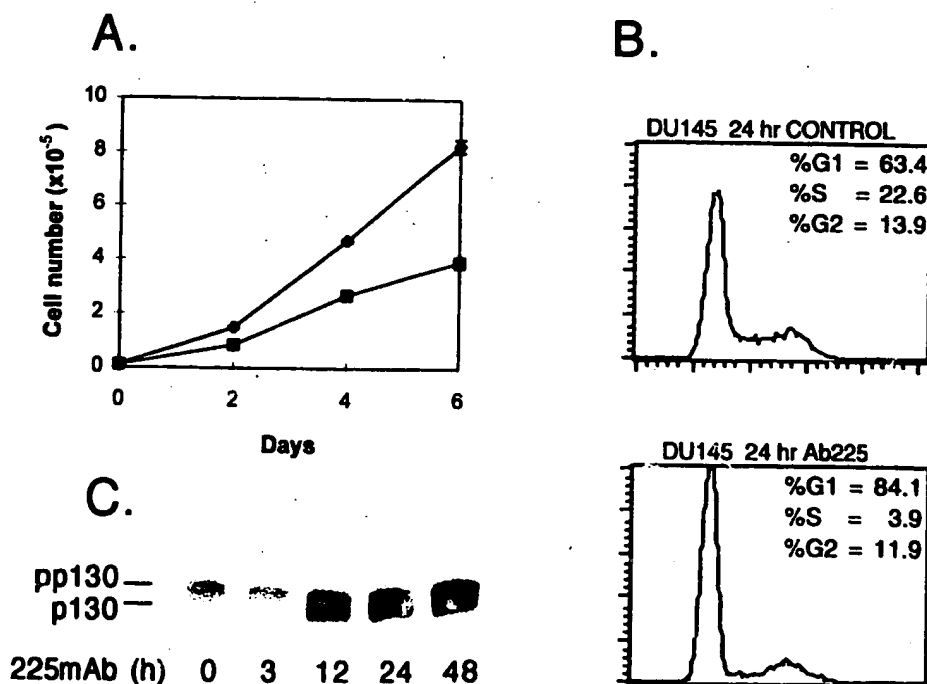 A.
10
8
6
4
2
0
Cell number (x10⁻⁵)
0 2 4 6
Days
B.
DU145 24 hr CONTROL
%G1 = 63.4
%S = 22.6
%G2 = 13.9
DU145 24 hr Ab225
%G1 = 84.1
%S = 3.9
%G2 = 11.9
C.
pp130
p130
225mAb (h) 0 3 12 24 48